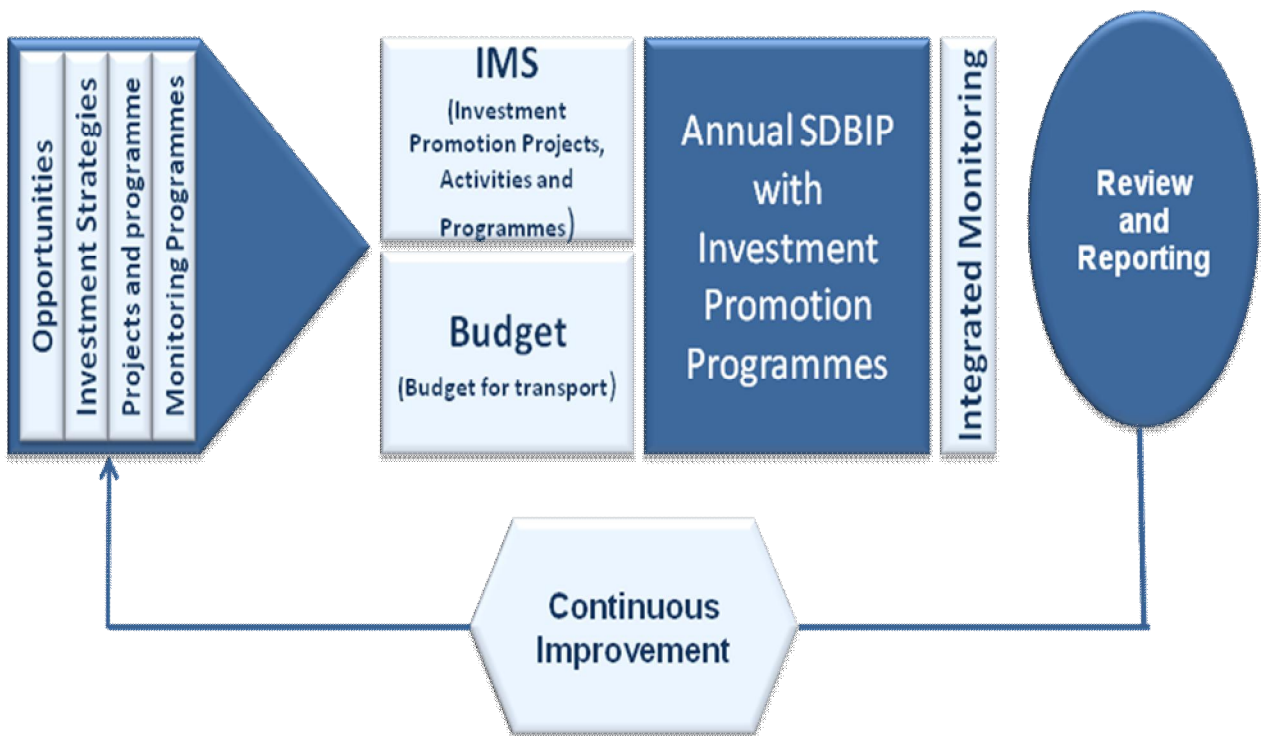 Opportunities
Investment Strategies
Projects and programme
Monitoring Programmes
IMS
(Investment
Promotion Projects,
Activities and
Programmes)
Budget
(Budget for transport)
Annual SDBIP
with
Investment
Promotion
Programmes
Integrated Monitoring
Review
and
Reporting
Continuous
Improvement